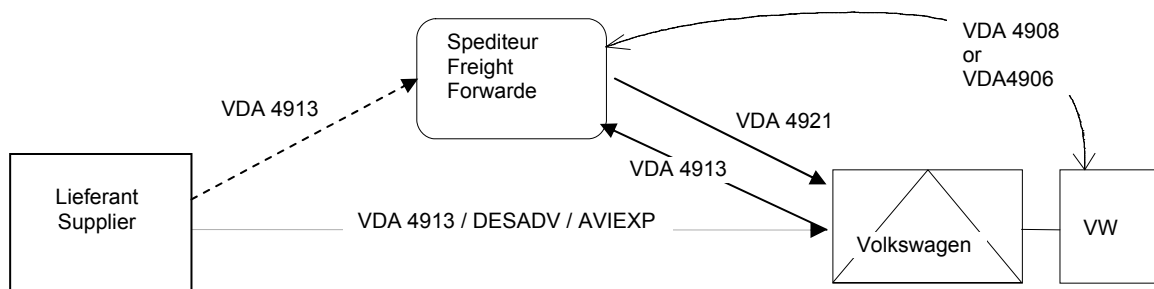 Spediteur
Freight
Forwarde
VDA 4908
or
VDA4906
VDA 4913
VDA 4921
VDA 4913
Lieferant
Supplier
VDA 4913 / DESADV / AVIEXP
Volkswagen
VW